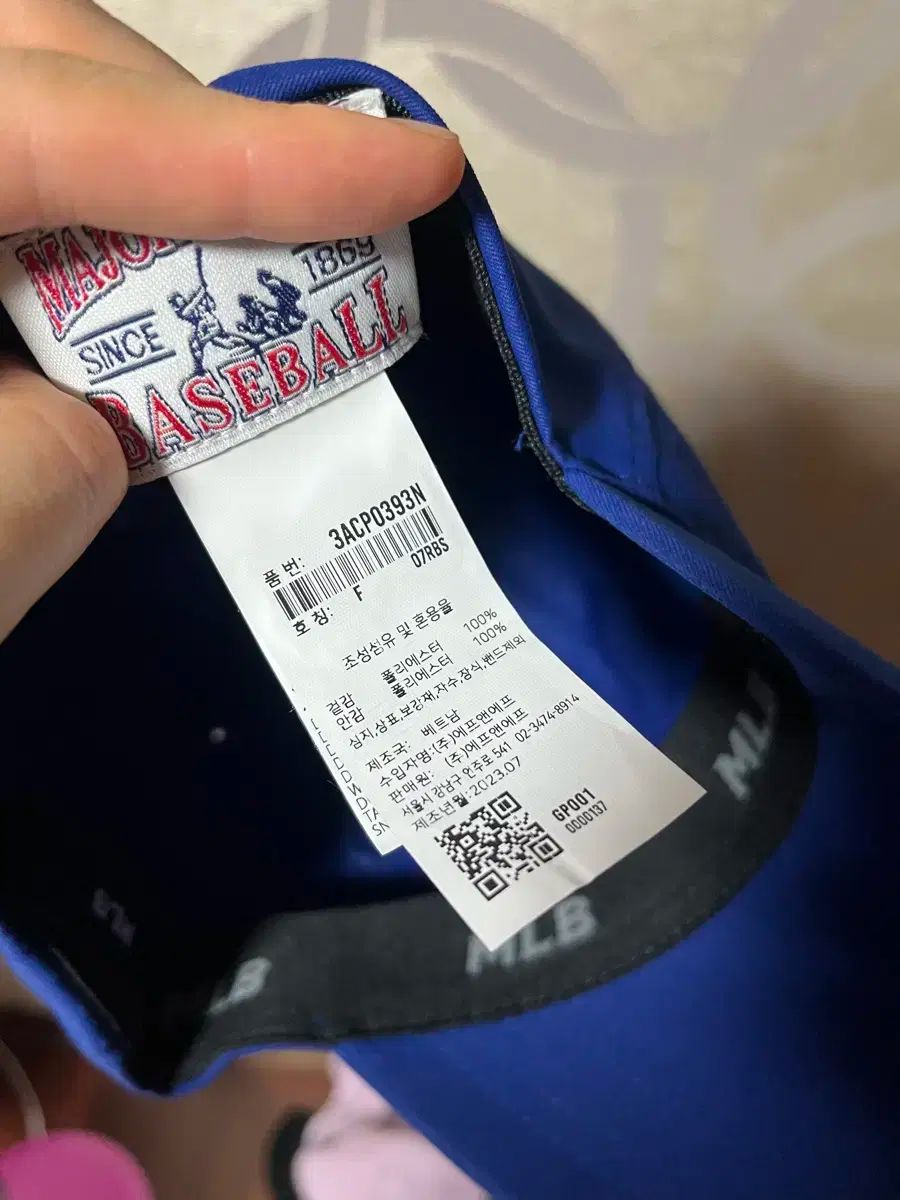 MAJOR
SINCE 1869
BASEBALL
품 번: 3ACP0393N
07RBS
호 칭: F
조성섬유 및 혼용율
겉감 폴리에스터 100%
안감 폴리에스터 100%
심지,상표,보강재,자수,장식,밴드제외
제조국: 베트남
수입자명:(주)에프앤에프
판매원: (주)에프앤에프
서울시 강남구 언주로 541 02-3474-8914
제조년월:2023.07
GP001
0000137
MLB
MLB
MLB